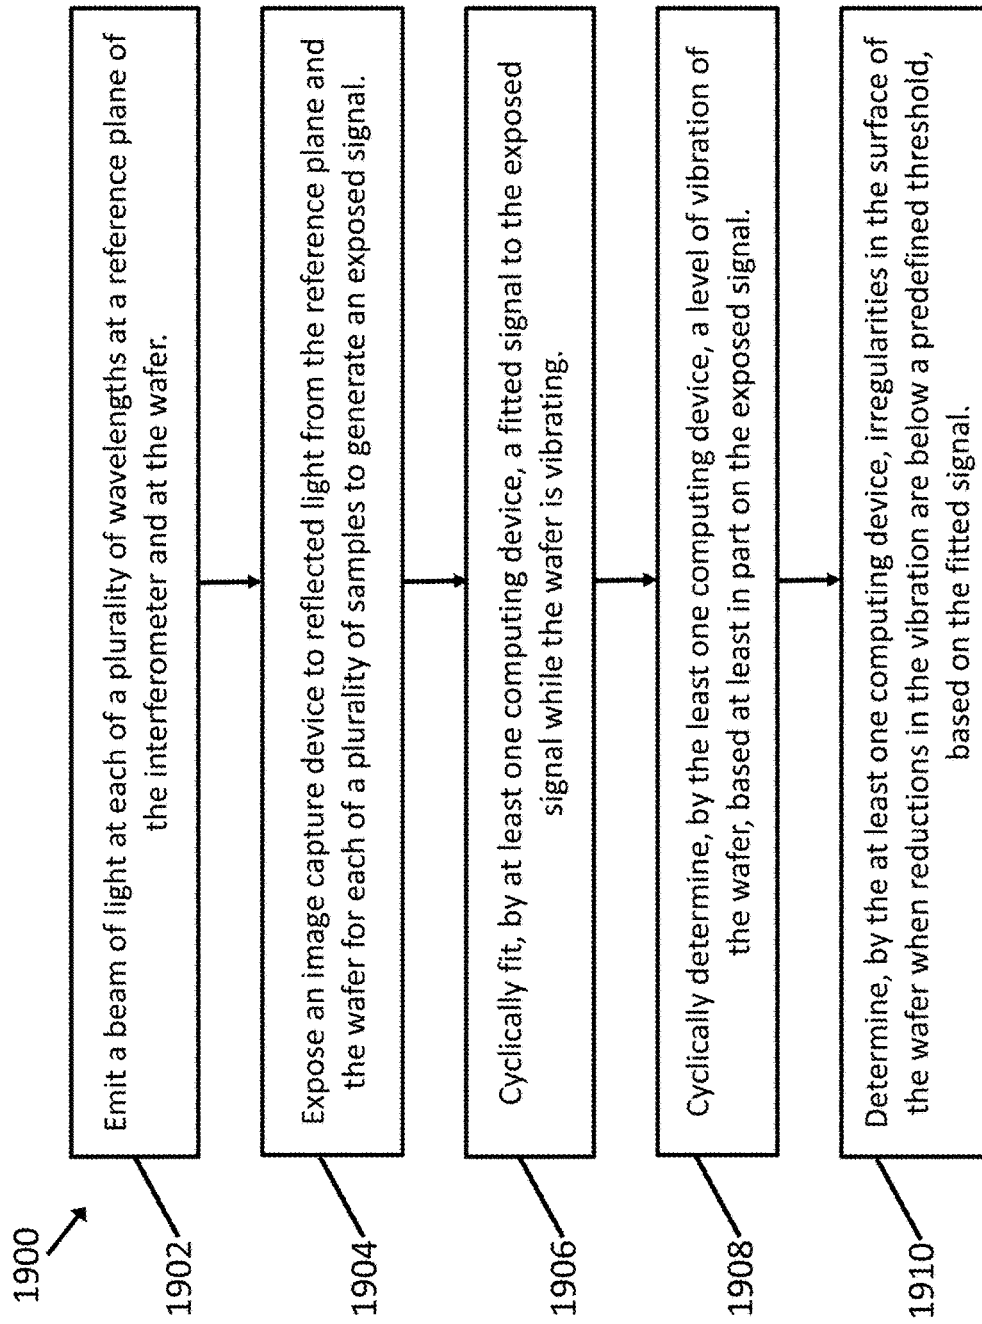 1900
1902
Emit a beam of light at each of a plurality of wavelengths at a reference plane of
the interferometer and at the wafer.
1904
Expose an image capture device to reflected light from the reference plane and
the wafer for each of a plurality of samples to generate an exposed signal.
1906
Cyclically fit, by at least one computing device, a fitted signal to the exposed
signal while the wafer is vibrating.
1908
Cyclically determine, by the least one computing device, a level of vibration of
the wafer, based at least in part on the exposed signal.
1910
Determine, by the at least one computing device, irregularities in the surface of
the wafer when reductions in the vibration are below a predefined threshold,
based on the fitted signal.